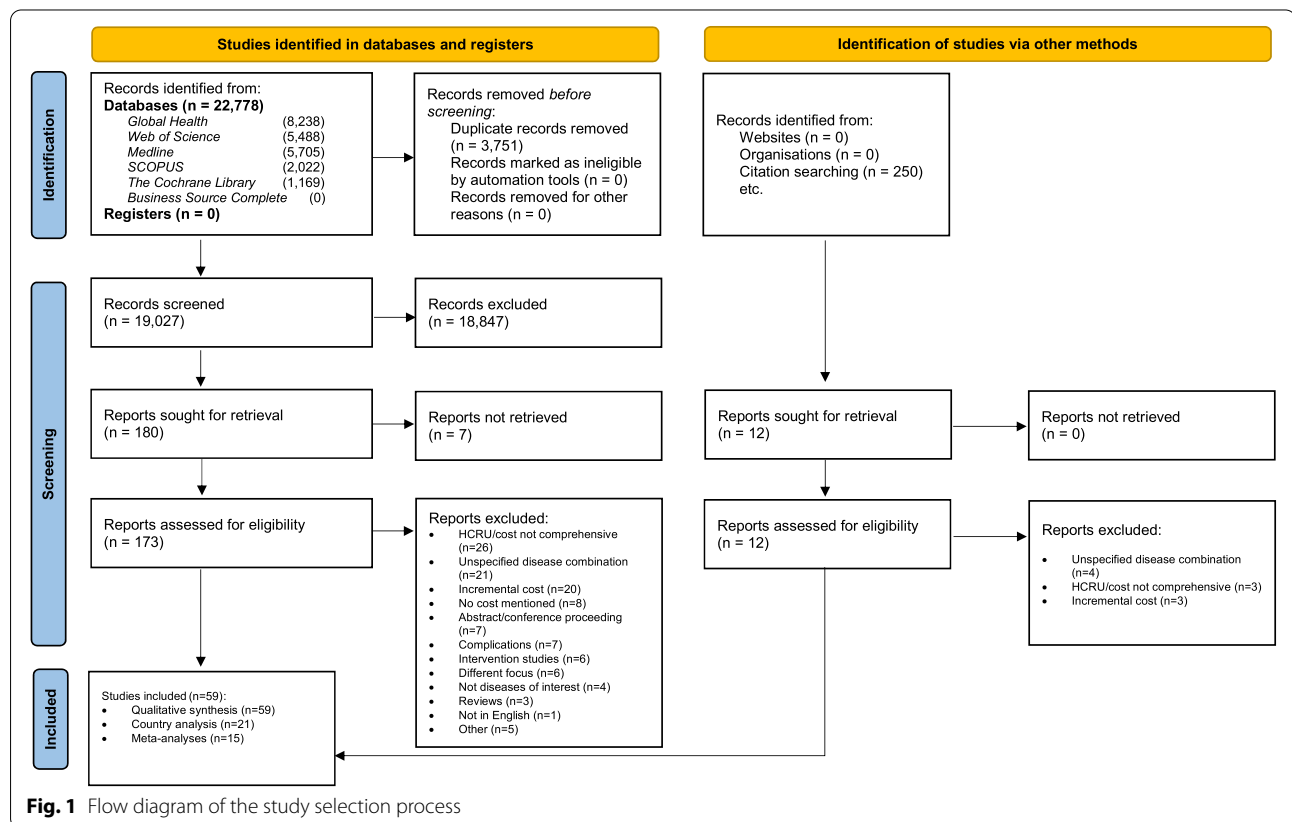 Studies identified in databases and registers
Identification of studies via other methods
Identification
Records identified from:
Databases (n = 22,778)
Global Health (8,238)
Web of Science (5,488)
Medline (5,705)
SCOPUS (2,022)
The Cochrane Library (1,169)
Business Source Complete (0)
Registers (n = 0)
Records removed before
screening:
Duplicate records removed
(n = 3,751)
Records marked as ineligible
by automation tools (n = 0)
Records removed for other
reasons (n = 0)
Records identified from:
Websites (n = 0)
Organisations (n = 0)
Citation searching (n = 250)
etc.
Screening
Records screened
(n = 19,027)
Records excluded
(n = 18,847)
Reports sought for retrieval
(n = 180)
Reports not retrieved
(n = 7)
Reports sought for retrieval
(n = 12)
Reports not retrieved
(n = 0)
Reports assessed for eligibility
(n = 173)
Reports excluded:
• HCRU/cost not comprehensive
(n=26)
• Unspecified disease combination
(n=21)
• Incremental cost (n=20)
• No cost mentioned (n=8)
• Abstract/conference proceeding
(n=7)
• Complications (n=7)
• Intervention studies (n=6)
• Different focus (n=6)
• Not diseases of interest (n=4)
• Reviews (n=3)
• Not in English (n=1)
• Other (n=5)
Reports assessed for eligibility
(n = 12)
Reports excluded:
• Unspecified disease combination
(n=4)
• HCRU/cost not comprehensive (n=3)
• Incremental cost (n=3)
Included
Studies included (n=59):
• Qualitative synthesis (n=59)
• Country analysis (n=21)
• Meta-analyses (n=15)
Fig. 1 Flow diagram of the study selection process